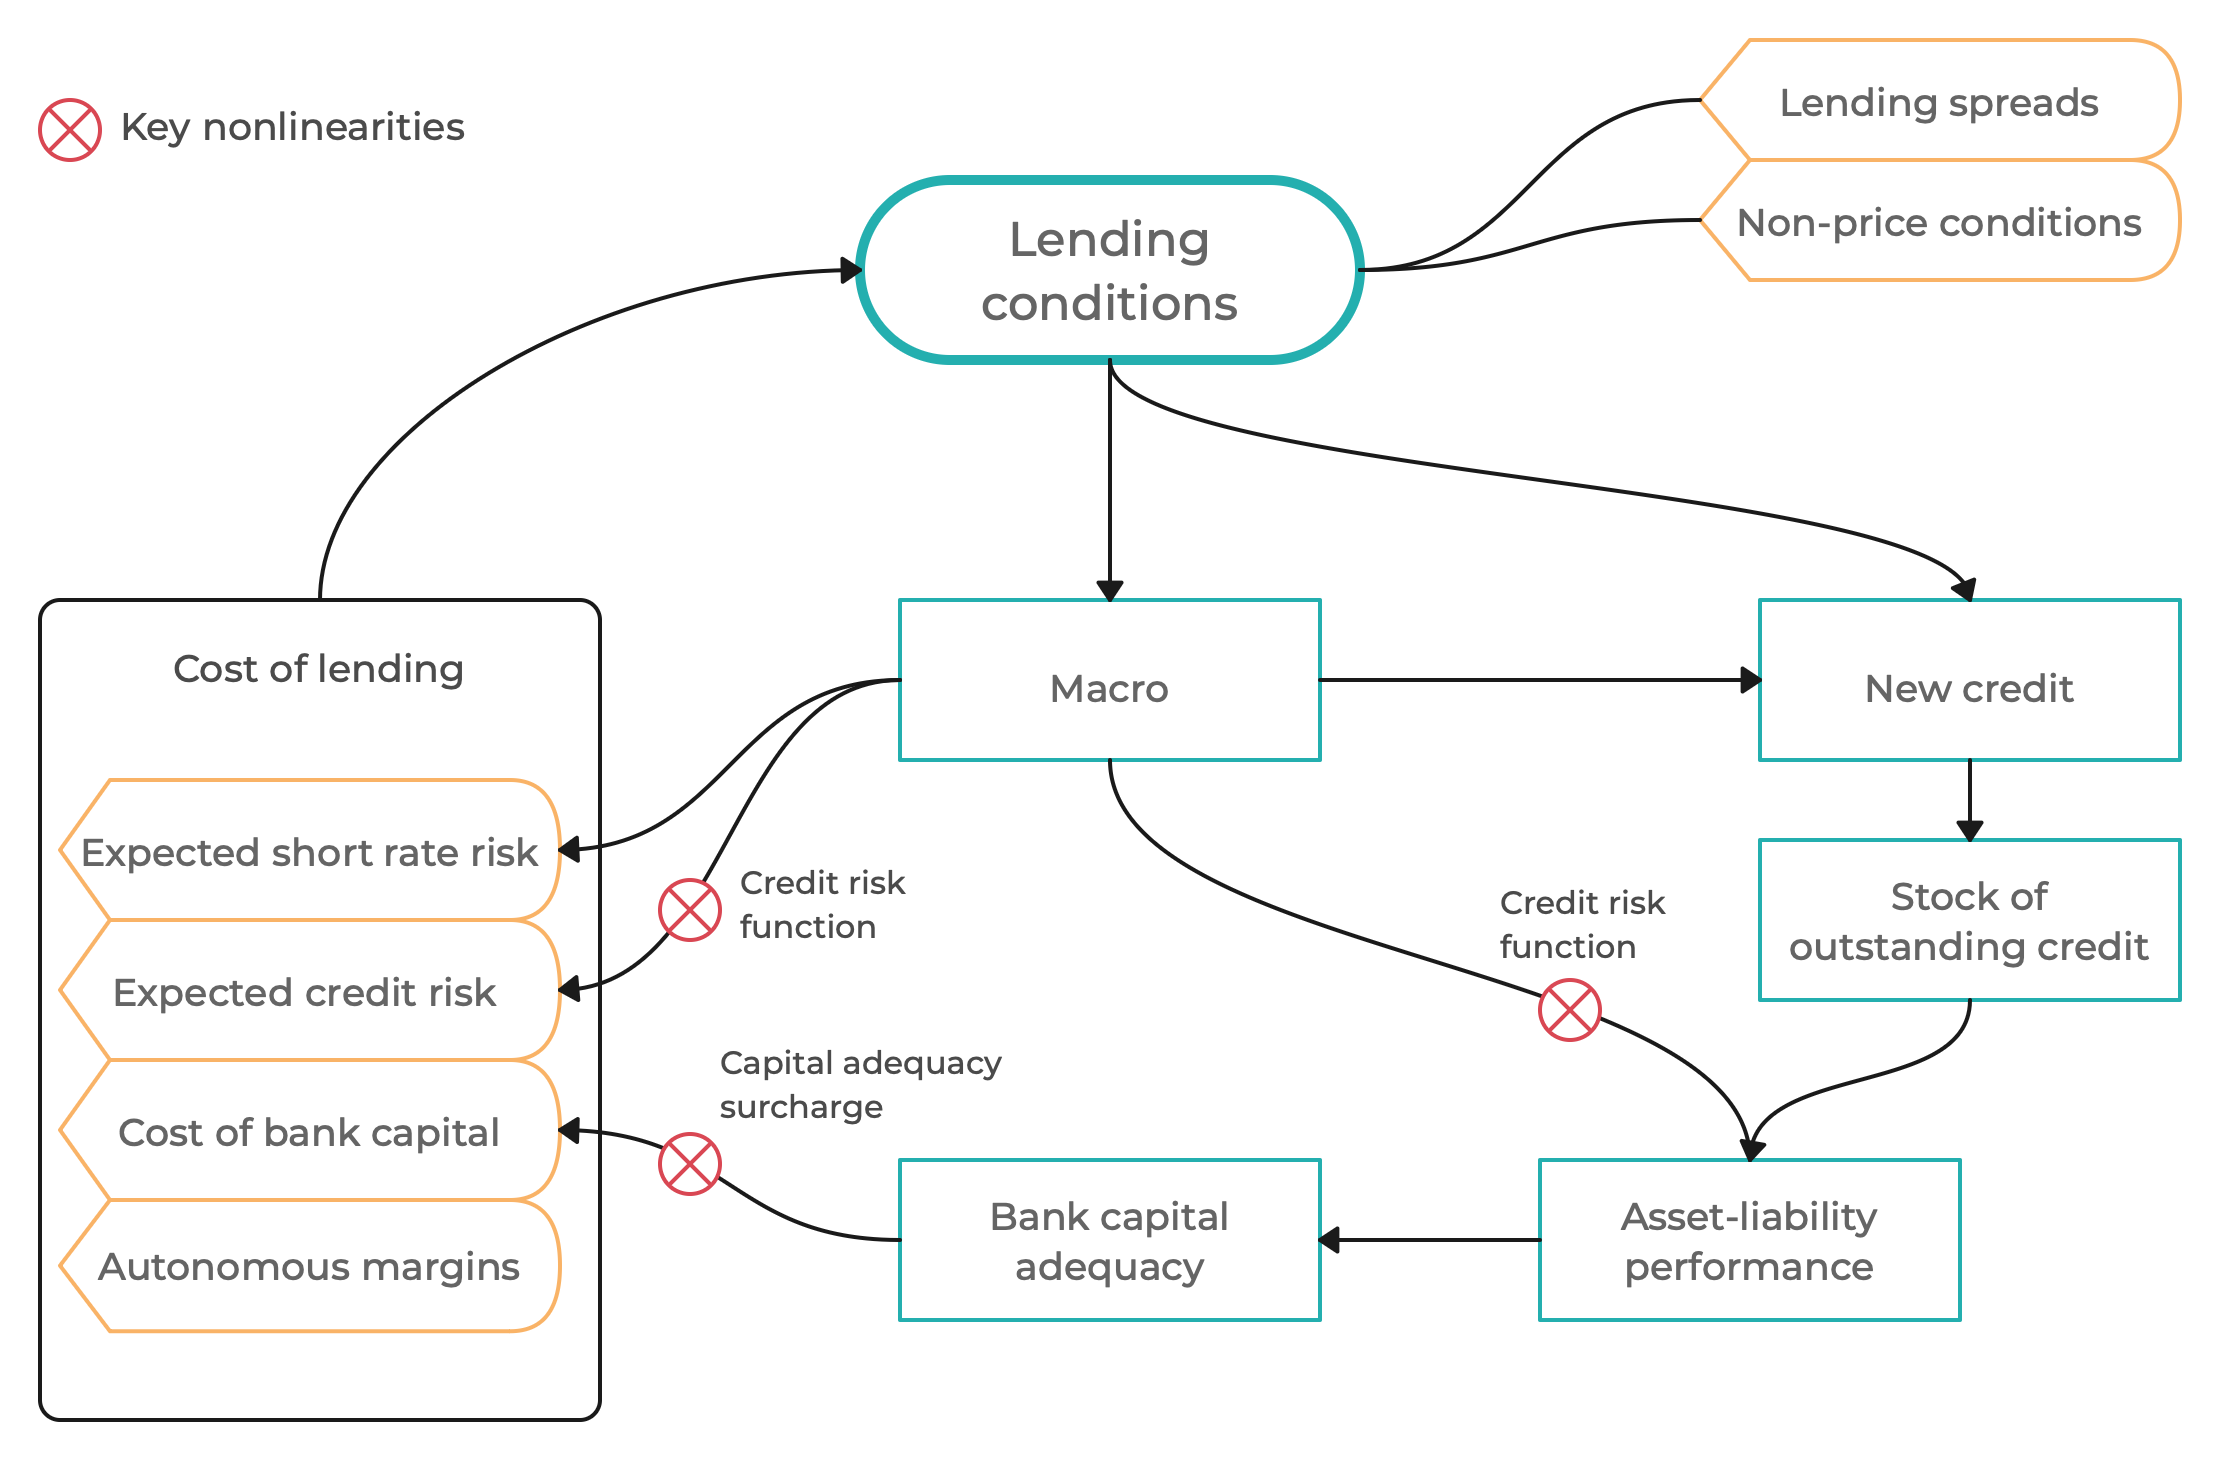 Key nonlinearities
Lending spreads
Non-price conditions
Lending
conditions
Cost of lending
Macro
New credit
Expected short rate risk
Expected credit risk
Cost of bank capital
Autonomous margins
Credit risk
function
Credit risk
function
Stock of
outstanding credit
Capital adequacy
surcharge
Bank capital
adequacy
Asset-liability
performance